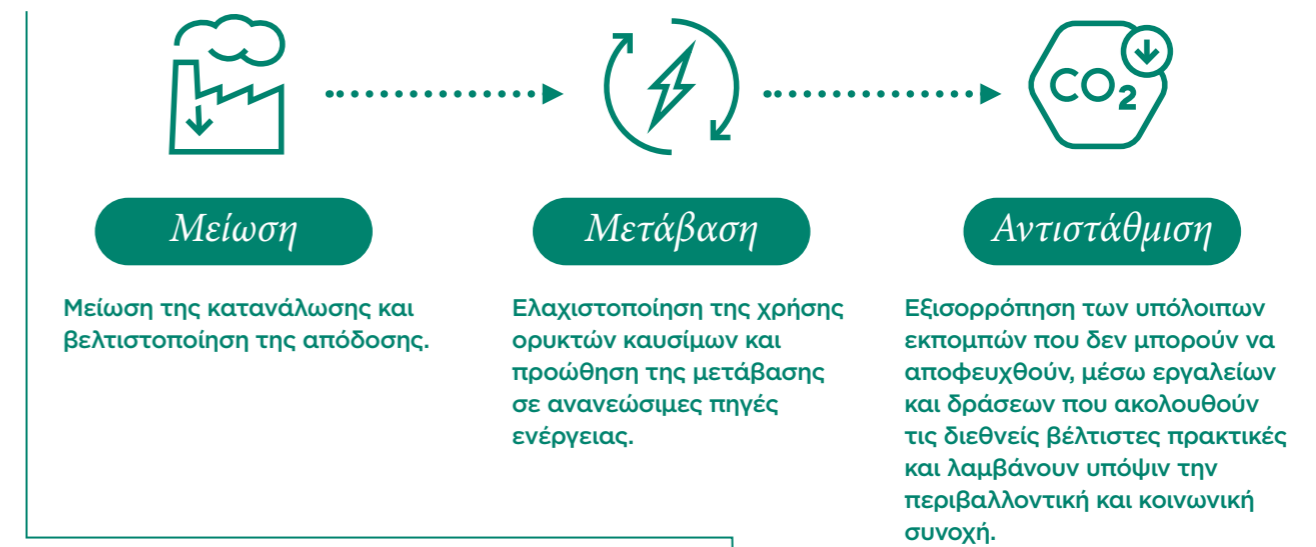 CO₂
Μείωση
Μείωση της κατανάλωσης και
βελτιστοποίηση της απόδοσης.
Μετάβαση
Ελαχιστοποίηση της χρήσης
ορυκτών καυσίμων και
προώθηση της μετάβασης
σε ανανεώσιμες πηγές
ενέργειας.
Αντιστάθμιση
Εξισορρόπηση των υπόλοιπων
εκπομπών που δεν μπορούν να
αποφευχθούν, μέσω εργαλείων
και δράσεων που ακολουθούν
τις διεθνείς βέλτιστες πρακτικές
και λαμβάνουν υπόψιν την
περιβαλλοντική και κοινωνική
συνοχή.